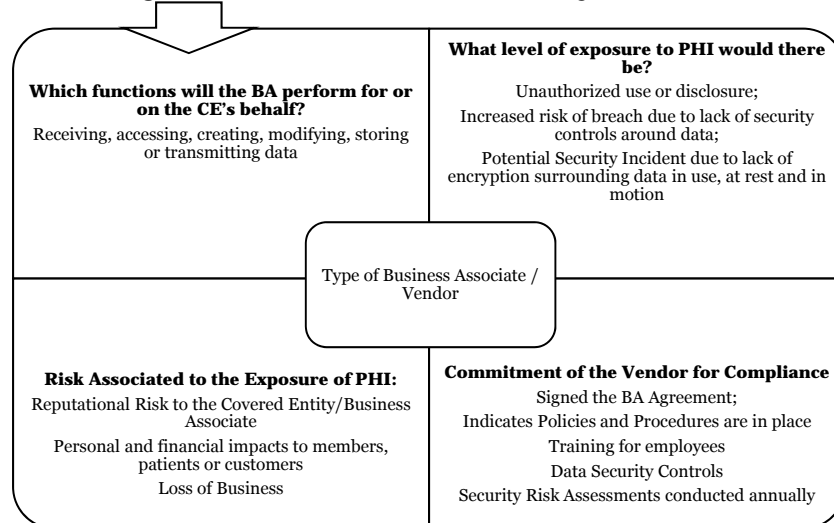 Which functions will the BA perform for or
on the CE's behalf?
Receiving, accessing, creating, modifying, storing
or transmitting data
What level of exposure to PHI would there
be?
Unauthorized use or disclosure;
Increased risk of breach due to lack of security
controls around data;
Potential Security Incident due to lack of
encryption surrounding data in use, at rest and in
motion
Type of Business Associate /
Vendor
Risk Associated to the Exposure of PHI:
Reputational Risk to the Covered Entity/Business
Associate
Personal and financial impacts to members,
patients or customers
Loss of Business
Commitment of the Vendor for Compliance
Signed the BA Agreement;
Indicates Policies and Procedures are in place
Training for employees
Data Security Controls
Security Risk Assessments conducted annually